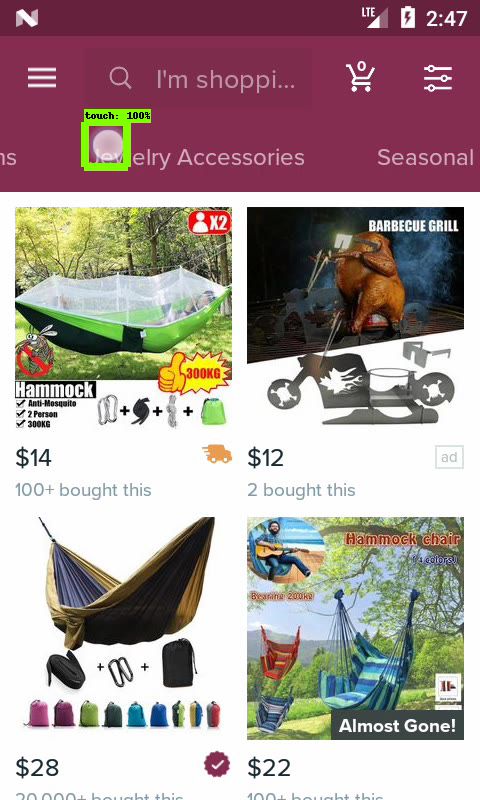 LTE
2:47
I'm shoppi...
0
touch: 100%
ns
Jewelry Accessories
Seasonal
X2
Hammock
Anti-Mosquito
2 Person
300KG
300KG
BARBECUE GRILL
$14
100+ bought this
$12
ad
2 bought this
Hammock chair
(4 colors)
Bearing 200kg
Almost Gone!
$28
20,000+ bought this
$22
100+ bought this